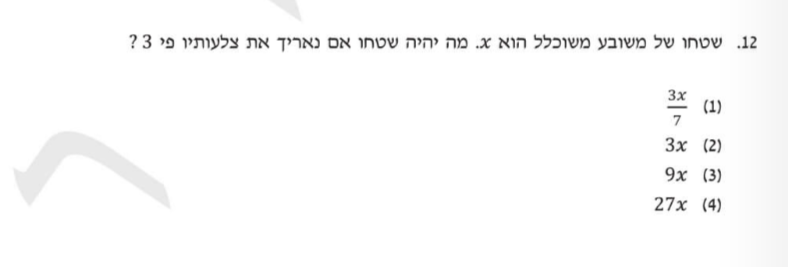 12. שטחו של משובע משוכלל הוא x. מה יהיה שטחו אם נאריך את צלעותיו פי 3 ?
(1) 3x/7
(2) 3x
(3) 9x
(4) 27x